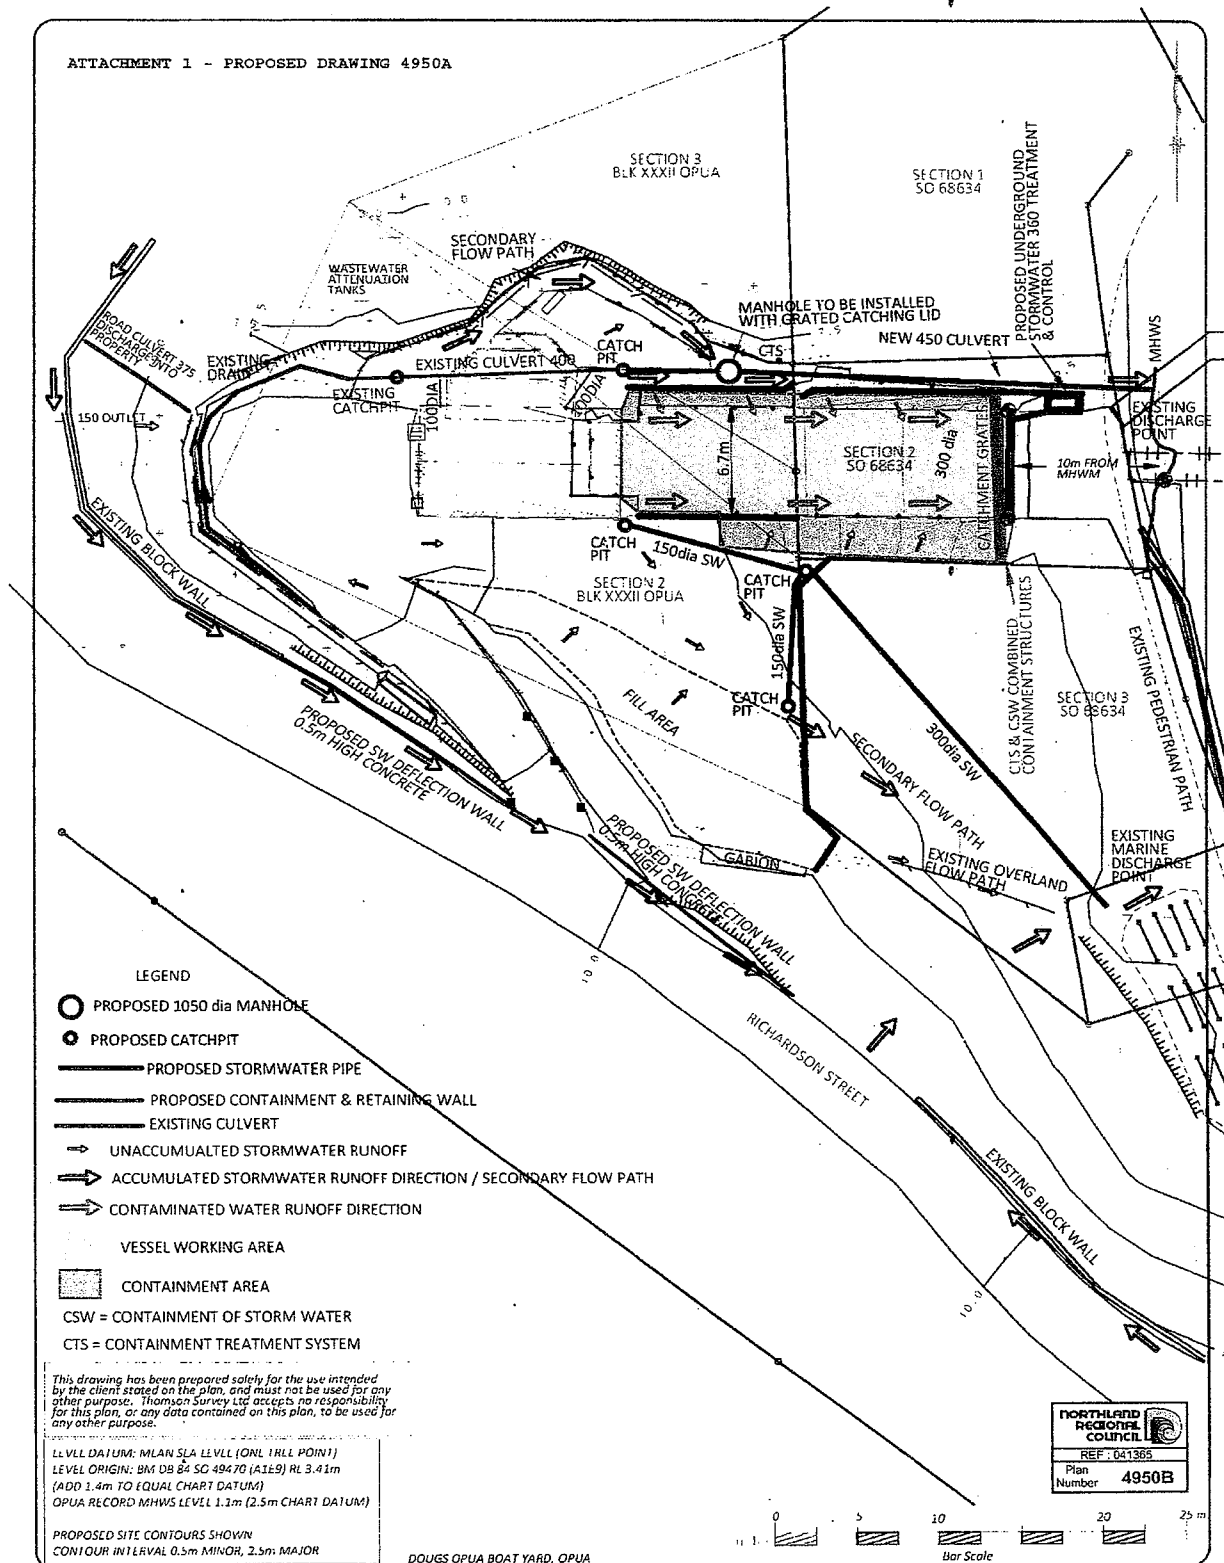 ATTACHMENT 1 - PROPOSED DRAWING 4950A
SECTION 3
BLK XXXII OPUA
SECTION 1
SO 68634
PROPOSED UNDERGROUND
STORMWATER 360 TREATMENT
& CONTROL
SECONDARY
FLOW PATH
WASTEWATER
ATTENUATION
TANKS
MANHOLE TO BE INSTALLED
WITH GRATED CATCHING LID
NEW 450 CULVERT
MHWS
ROAD CULVERT 375
DISCHARGE INTO
PROPERTY
EXISTING
DRAIN
EXISTING CULVERT 400
CATCH
PIT
CTS
EXISTING
CATCHPIT
100DIA
EXISTING
DISCHARGE
POINT
150 OUTLET
6.7m
SECTION 2
SO 68634
300 dia
CATCHMENT GRATES
10m FROM
MHWM
EXISTING BLOCK WALL
CATCH
PIT
150dia SW
SECTION 2
BLK XXXII OPUA
CATCH
PIT
150dia SW
CTS & CSW COMBINED
CONTAINMENT STRUCTURES
EXISTING PEDESTRIAN PATH
FILL AREA
CATCH
PIT
SECTION 3
SO 68634
PROPOSED SW DEFLECTION WALL
0.5m HIGH CONCRETE
SECONDARY FLOW PATH
300dia SW
PROPOSED SW DEFLECTION WALL
0.5m HIGH CONCRETE
GABION
EXISTING OVERLAND
FLOW PATH
EXISTING
MARINE
DISCHARGE
POINT
10.0
RICHARDSON STREET
EXISTING BLOCK WALL
10.0
LEGEND
PROPOSED 1050 dia MANHOLE
PROPOSED CATCHPIT
PROPOSED STORMWATER PIPE
PROPOSED CONTAINMENT & RETAINING WALL
EXISTING CULVERT
UNACCUMUALTED STORMWATER RUNOFF
ACCUMULATED STORMWATER RUNOFF DIRECTION / SECONDARY FLOW PATH
CONTAMINATED WATER RUNOFF DIRECTION
VESSEL WORKING AREA
CONTAINMENT AREA
CSW = CONTAINMENT OF STORM WATER
CTS = CONTAINMENT TREATMENT SYSTEM
This drawing has been prepared solely for the use intended
by the client stated on the plan, and must not be used for any
other purpose. Thomson Survey Ltd accepts no responsibility
for this plan, or any data contained on this plan, to be used for
any other purpose.
LEVEL DATUM: MEAN SEA LEVEL (ONE TREE POINT)
LEVEL ORIGIN: BM DB 84 SO 49470 (A1E9) RL 3.41m
(ADD 1.4m TO EQUAL CHART DATUM)
OPUA RECORD MHWS LEVEL 1.1m (2.5m CHART DATUM)
PROPOSED SITE CONTOURS SHOWN
CONTOUR INTERVAL 0.5m MINOR, 2.5m MAJOR
DOUGS OPUA BOAT YARD, OPUA
NORTHLAND
REGIONAL
COUNCIL
REF : 041365
Plan
Number 4950B
0 5 10 20 25 m
Bar Scale